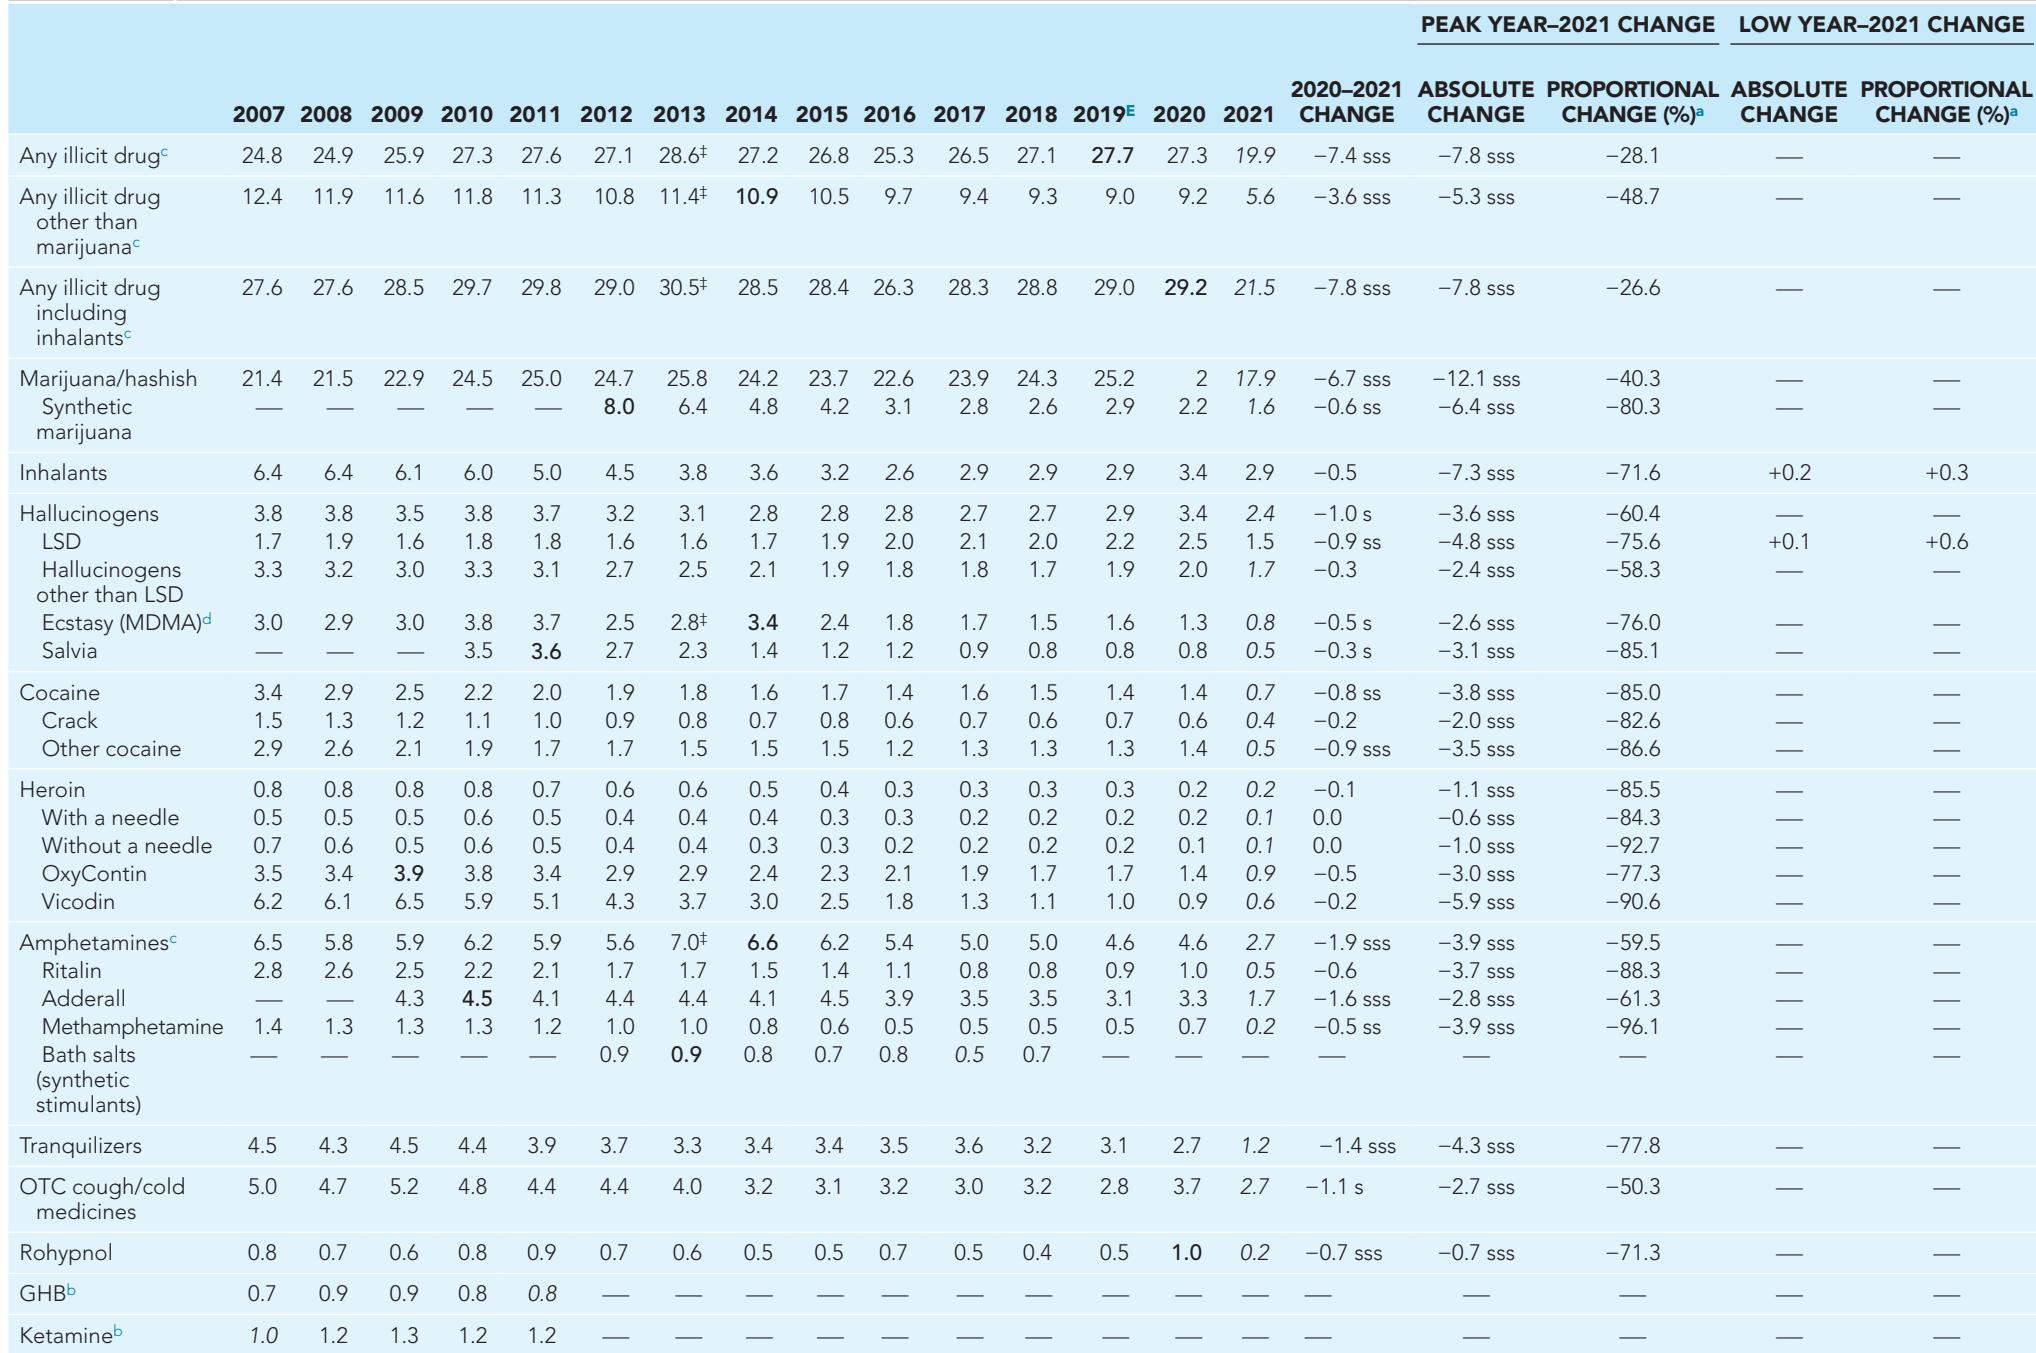 PEAK YEAR–2021 CHANGE LOW YEAR–2021 CHANGE
2020–2021 ABSOLUTE PROPORTIONAL ABSOLUTE PROPORTIONAL
2007 2008 2009 2010 2011 2012 2013 2014 2015 2016 2017 2018 2019E 2020 2021 CHANGE CHANGE CHANGE (%)a CHANGE CHANGE (%)a
Any illicit drugc 24.8 24.9 25.9 27.3 27.6 27.1 28.6‡ 27.2 26.8 25.3 26.5 27.1 27.7 27.3 19.9 −7.4 sss −7.8 sss −28.1 — —
Any illicit drug 12.4 11.9 11.6 11.8 11.3 10.8 11.4‡ 10.9 10.5 9.7 9.4 9.3 9.0 9.2 5.6 −3.6 sss −5.3 sss −48.7 — —
other than
marijuanac
Any illicit drug 27.6 27.6 28.5 29.7 29.8 29.0 30.5‡ 28.5 28.4 26.3 28.3 28.8 29.0 29.2 21.5 −7.8 sss −7.8 sss −26.6 — —
including
inhalantsc
Marijuana/hashish 21.4 21.5 22.9 24.5 25.0 24.7 25.8 24.2 23.7 22.6 23.9 24.3 25.2 2 17.9 −6.7 sss −12.1 sss −40.3 — —
Synthetic — — — — — 8.0 6.4 4.8 4.2 3.1 2.8 2.6 2.9 2.2 1.6 −0.6 ss −6.4 sss −80.3 — —
marijuana
Inhalants 6.4 6.4 6.1 6.0 5.0 4.5 3.8 3.6 3.2 2.6 2.9 2.9 2.9 3.4 2.9 −0.5 −7.3 sss −71.6 +0.2 +0.3
Hallucinogens 3.8 3.8 3.5 3.8 3.7 3.2 3.1 2.8 2.8 2.8 2.7 2.7 2.9 3.4 2.4 −1.0 s −3.6 sss −60.4 — —
LSD 1.7 1.9 1.6 1.8 1.8 1.6 1.6 1.7 1.9 2.0 2.1 2.0 2.2 2.5 1.5 −0.9 ss −4.8 sss −75.6 +0.1 +0.6
Hallucinogens 3.3 3.2 3.0 3.3 3.1 2.7 2.5 2.1 1.9 1.8 1.8 1.7 1.9 2.0 1.7 −0.3 −2.4 sss −58.3 — —
other than LSD
Ecstasy (MDMA)d 3.0 2.9 3.0 3.8 3.7 2.5 2.8‡ 3.4 2.4 1.8 1.7 1.5 1.6 1.3 0.8 −0.5 s −2.6 sss −76.0 — —
Salvia — — — 3.5 3.6 2.7 2.3 1.4 1.2 1.2 0.9 0.8 0.8 0.8 0.5 −0.3 s −3.1 sss −85.1 — —
Cocaine 3.4 2.9 2.5 2.2 2.0 1.9 1.8 1.6 1.7 1.4 1.6 1.5 1.4 1.4 0.7 −0.8 ss −3.8 sss −85.0 — —
Crack 1.5 1.3 1.2 1.1 1.0 0.9 0.8 0.7 0.8 0.6 0.7 0.6 0.7 0.6 0.4 −0.2 −2.0 sss −82.6 — —
Other cocaine 2.9 2.6 2.1 1.9 1.7 1.7 1.5 1.5 1.5 1.2 1.3 1.3 1.3 1.4 0.5 −0.9 sss −3.5 sss −86.6 — —
Heroin 0.8 0.8 0.8 0.8 0.7 0.6 0.6 0.5 0.4 0.3 0.3 0.3 0.3 0.2 0.2 −0.1 −1.1 sss −85.5 — —
With a needle 0.5 0.5 0.5 0.6 0.5 0.4 0.4 0.4 0.3 0.3 0.2 0.2 0.2 0.2 0.1 0.0 −0.6 sss −84.3 — —
Without a needle 0.7 0.6 0.5 0.6 0.5 0.4 0.4 0.3 0.3 0.2 0.2 0.2 0.2 0.1 0.1 0.0 −1.0 sss −92.7 — —
OxyContin 3.5 3.4 3.9 3.8 3.4 2.9 2.9 2.4 2.3 2.1 1.9 1.7 1.7 1.4 0.9 −0.5 −3.0 sss −77.3 — —
Vicodin 6.2 6.1 6.5 5.9 5.1 4.3 3.7 3.0 2.5 1.8 1.3 1.1 1.0 0.9 0.6 −0.2 −5.9 sss −90.6 — —
Amphetaminesc 6.5 5.8 5.9 6.2 5.9 5.6 7.0‡ 6.6 6.2 5.4 5.0 5.0 4.6 4.6 2.7 −1.9 sss −3.9 sss −59.5 — —
Ritalin 2.8 2.6 2.5 2.2 2.1 1.7 1.7 1.5 1.4 1.1 0.8 0.8 0.9 1.0 0.5 −0.6 −3.7 sss −88.3 — —
Adderall — — 4.3 4.5 4.1 4.4 4.4 4.1 4.5 3.9 3.5 3.5 3.1 3.3 1.7 −1.6 sss −2.8 sss −61.3 — —
Methamphetamine 1.4 1.3 1.3 1.3 1.2 1.0 1.0 0.8 0.6 0.5 0.5 0.5 0.5 0.7 0.2 −0.5 ss −3.9 sss −96.1 — —
Bath salts — — — — — 0.9 0.9 0.8 0.7 0.8 0.5 0.7 — — — — — — — —
(synthetic
stimulants)
Tranquilizers 4.5 4.3 4.5 4.4 3.9 3.7 3.3 3.4 3.4 3.5 3.6 3.2 3.1 2.7 1.2 −1.4 sss −4.3 sss −77.8 — —
OTC cough/cold 5.0 4.7 5.2 4.8 4.4 4.4 4.0 3.2 3.1 3.2 3.0 3.2 2.8 3.7 2.7 −1.1 s −2.7 sss −50.3 — —
medicines
Rohypnol 0.8 0.7 0.6 0.8 0.9 0.7 0.6 0.5 0.5 0.7 0.5 0.4 0.5 1.0 0.2 −0.7 sss −0.7 sss −71.3 — —
GHBb 0.7 0.9 0.9 0.8 0.8 — — — — — — — — — — — — — — —
Ketamineb 1.0 1.2 1.3 1.2 1.2 — — — — — — — — — — — — — — —